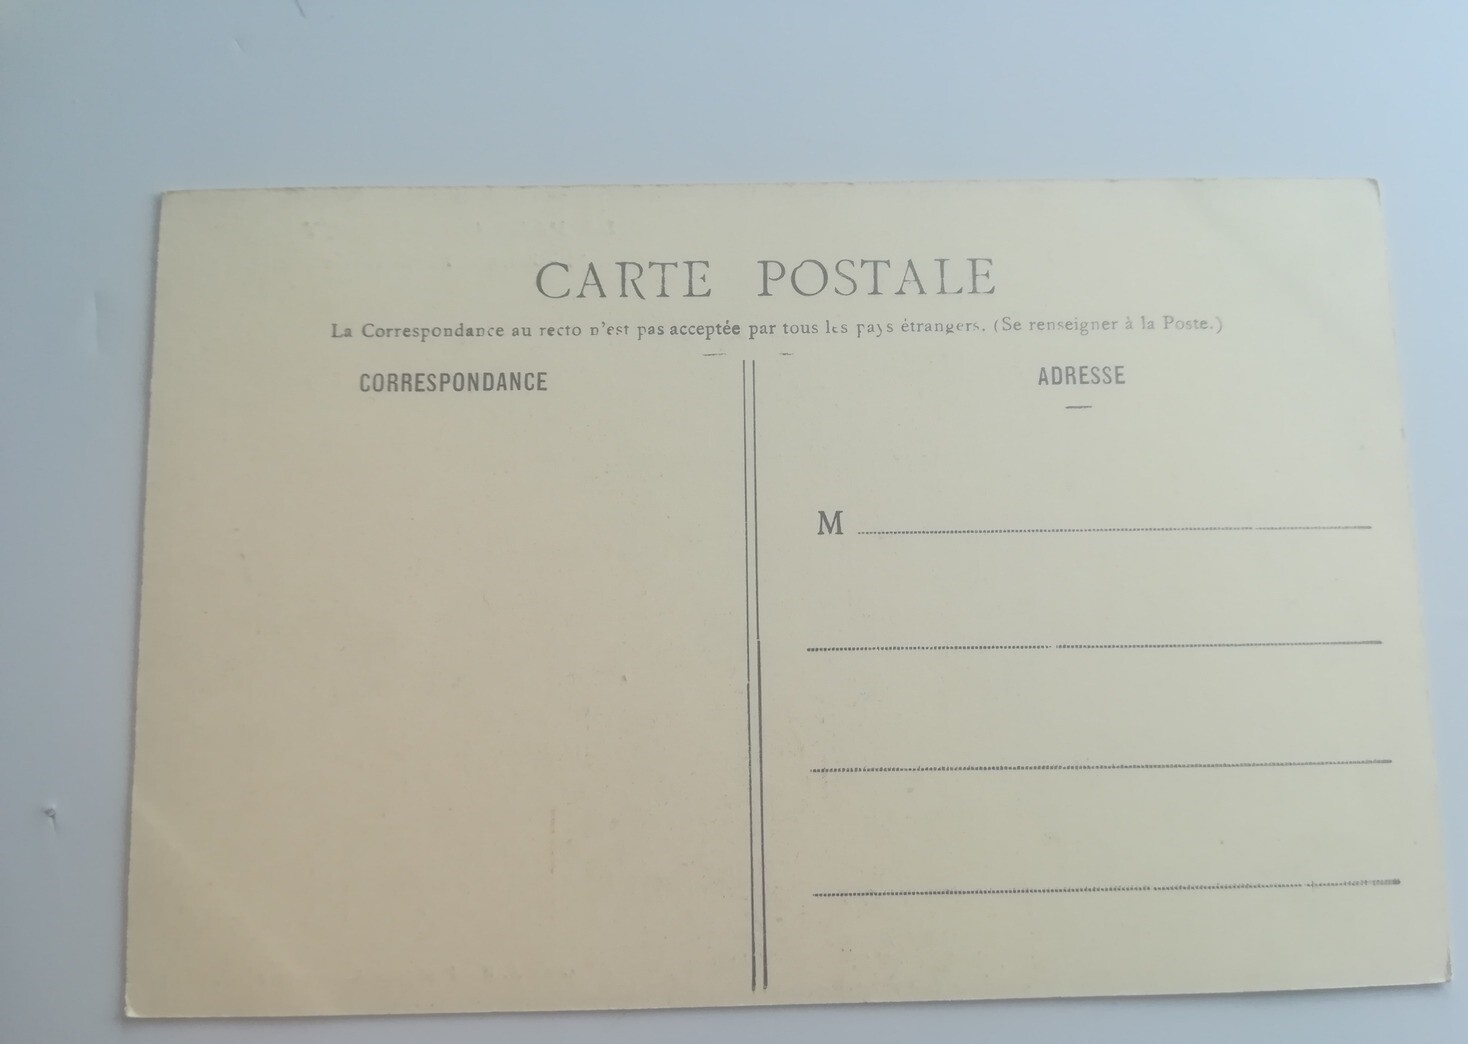 CARTE POSTALE
La Correspondance au recto n'est pas acceptée par tous les pays étrangers. (Se renseigner à la Poste.)
CORRESPONDANCE
ADRESSE
M